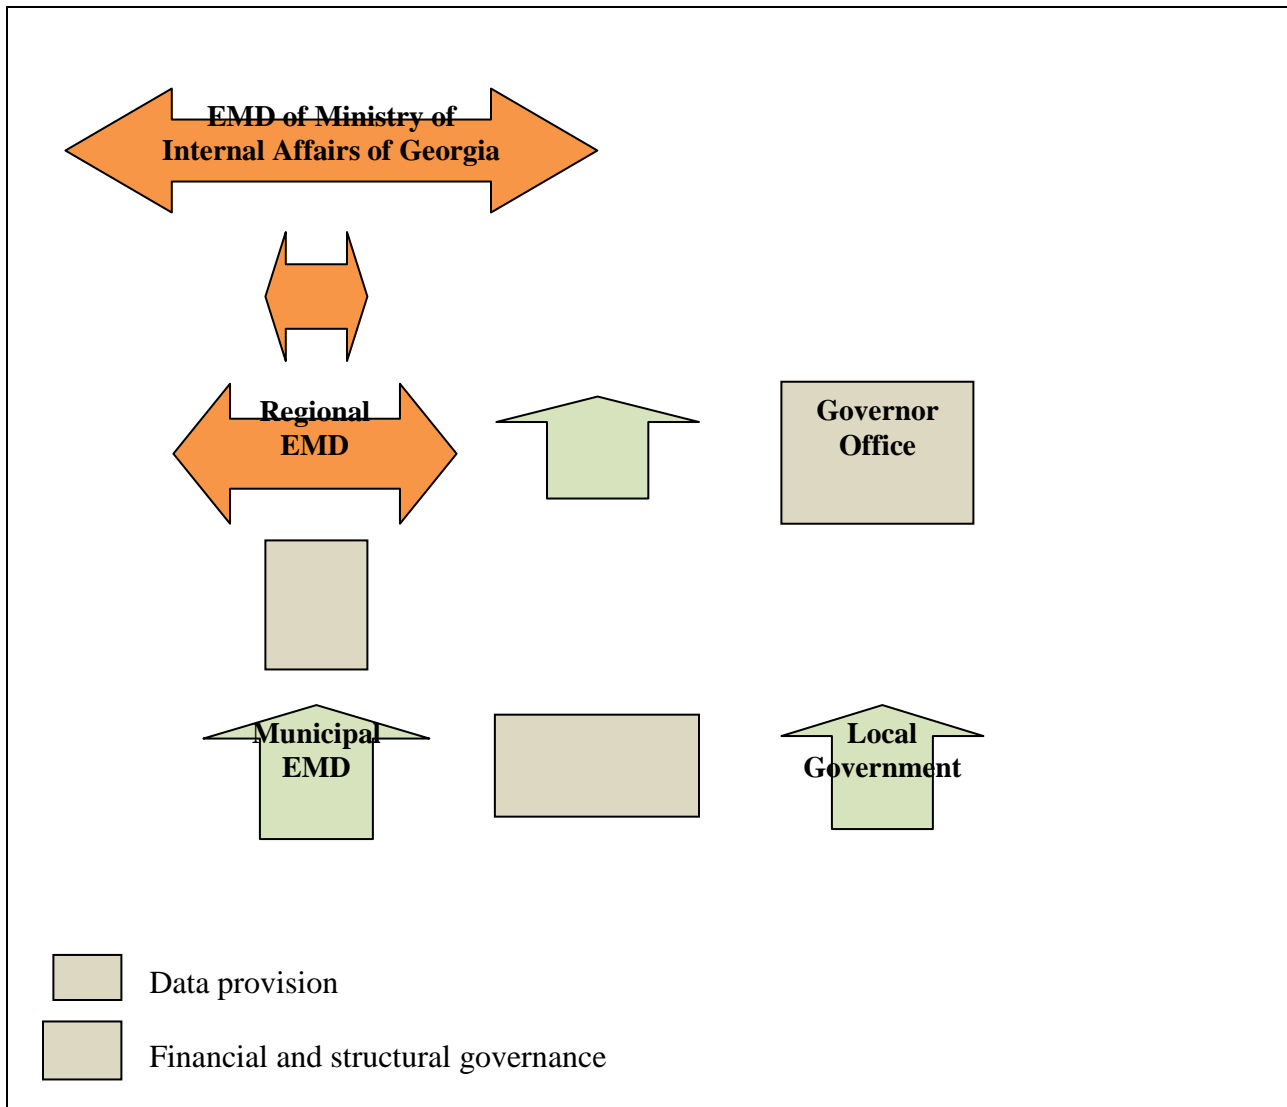 EMD of Ministry of
Internal Affairs of Georgia
Regional
EMD
Governor
Office
Municipal
EMD
Local
Government
Data provision
Financial and structural governance